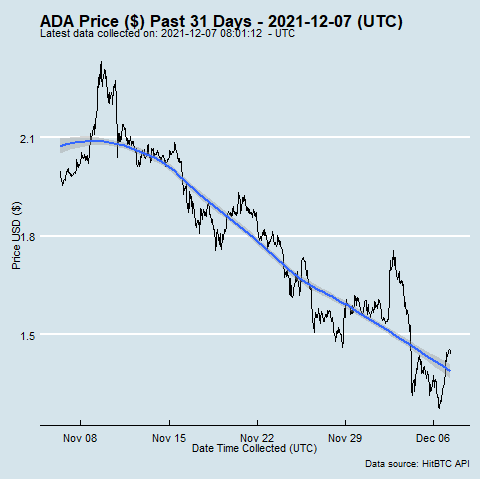 ADA Price ($) Past 31 Days - 2021-12-07 (UTC)
Latest data collected on: 2021-12-07 08:01:12 - UTC
2.1
1.8
1.5
Price USD ($)
Nov 08 Nov 15 Nov 22 Nov 29 Dec 06
Date Time Collected (UTC)
Data source: HitBTC API